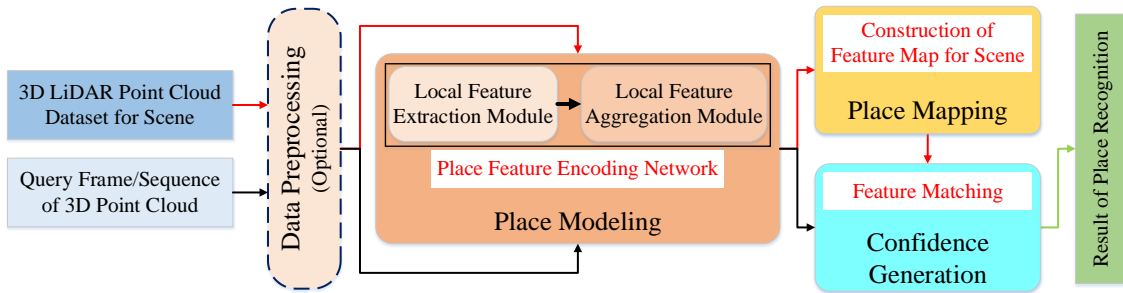 3D LiDAR Point Cloud
Dataset for Scene
Query Frame/Sequence
of 3D Point Cloud
Data Preprocessing
(Optional)
Local Feature
Extraction Module
Local Feature
Aggregation Module
Place Feature Encoding Network
Place Modeling
Construction of
Feature Map for Scene
Place Mapping
Feature Matching
Confidence
Generation
Result of Place Recognition